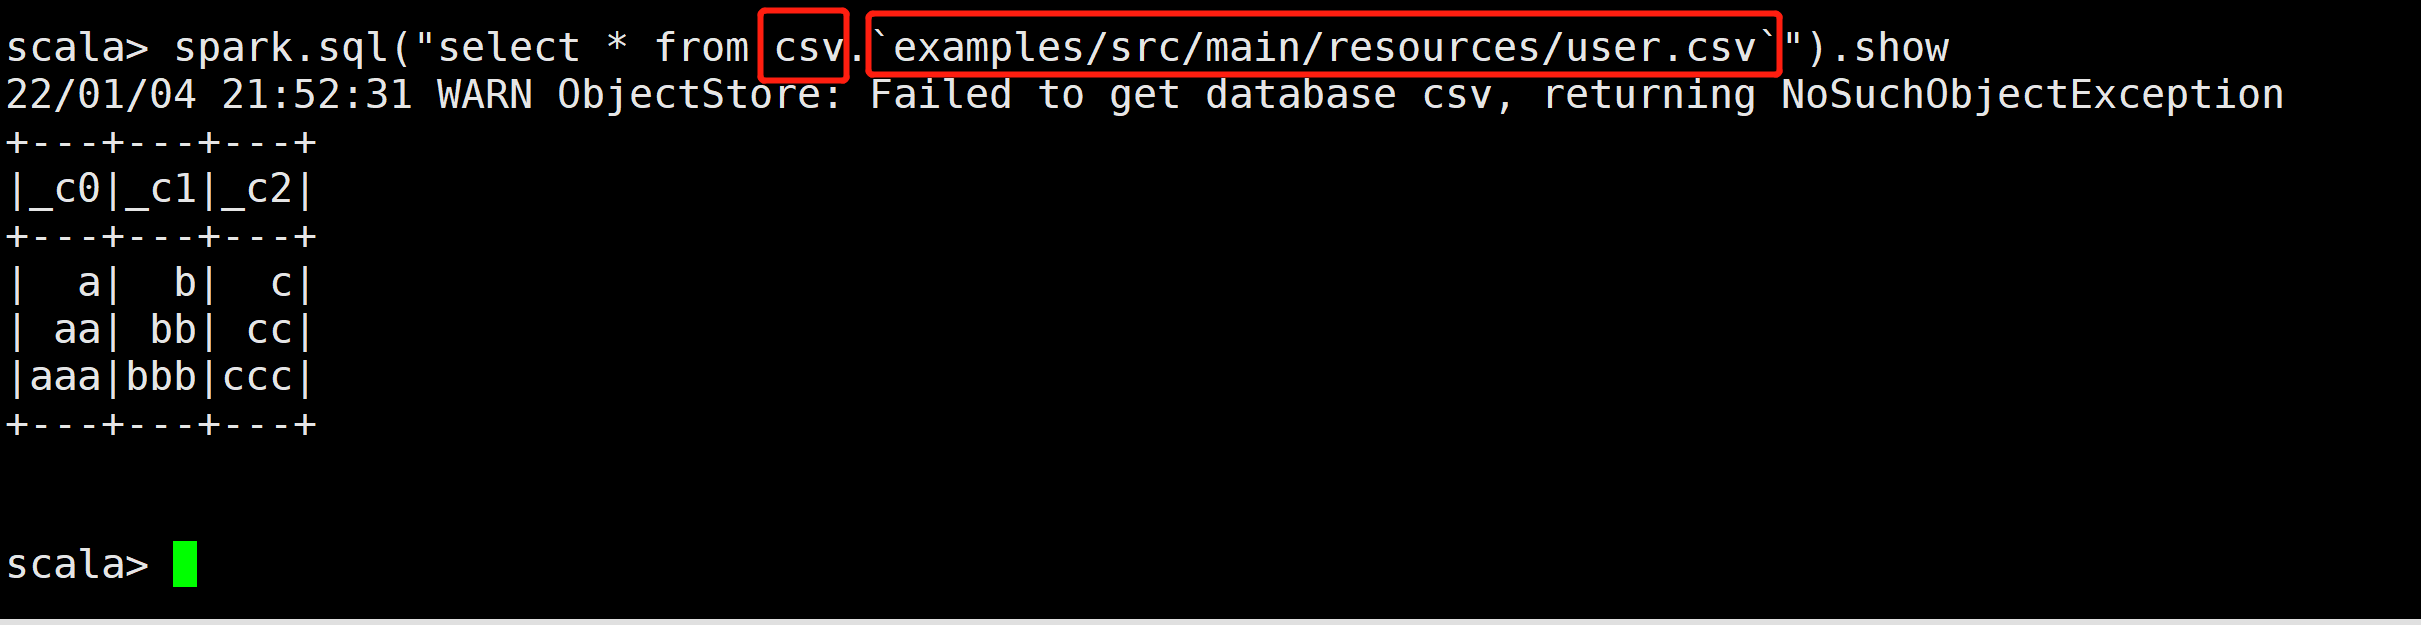 scala> spark.sql("select * from csv.`examples/src/main/resources/user.csv`").show
22/01/04 21:52:31 WARN ObjectStore: Failed to get database csv, returning NoSuchObjectException
+---+---+---+
|_c0|_c1|_c2|
+---+---+---+
|  a|  b|  c|
| aa| bb| cc|
|aaa|bbb|ccc|
+---+---+---+
scala>